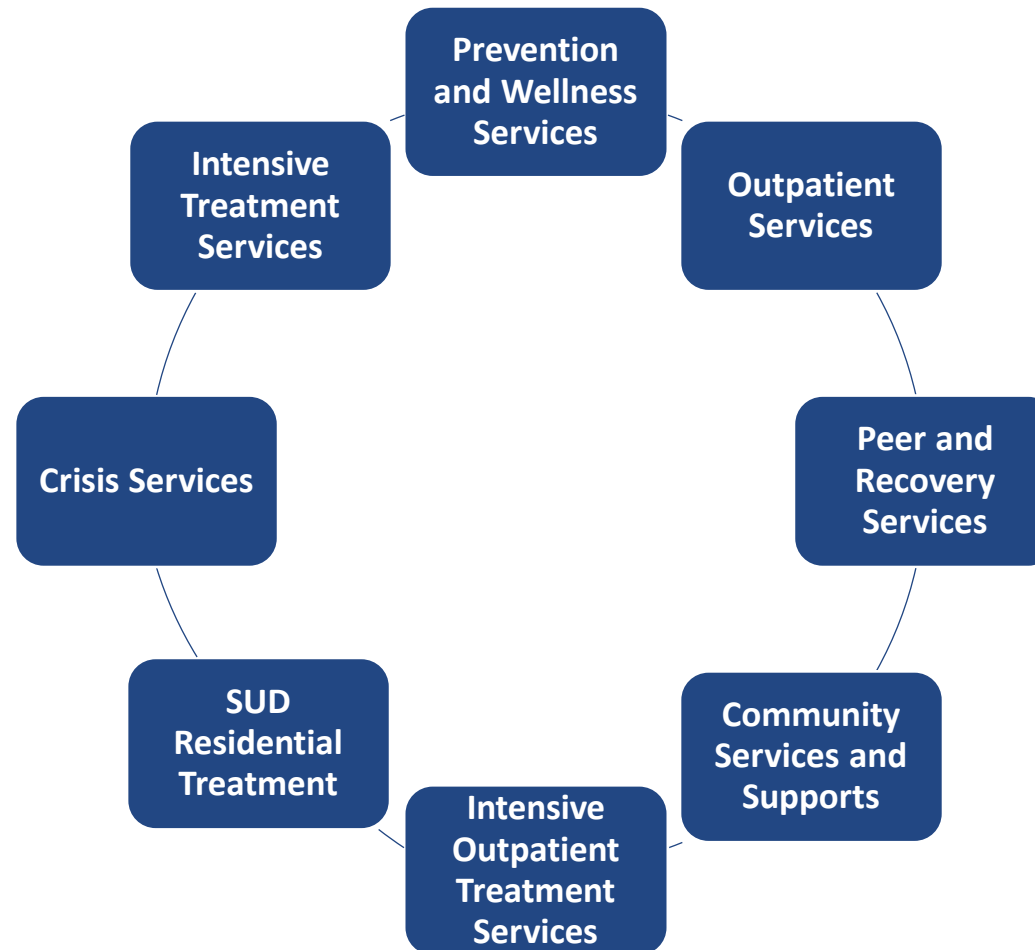 Prevention
and Wellness
Services
Outpatient
Services
Peer and
Recovery
Services
Community
Services and
Supports
Intensive
Outpatient
Treatment
Services
SUD
Residential
Treatment
Crisis Services
Intensive
Treatment
Services